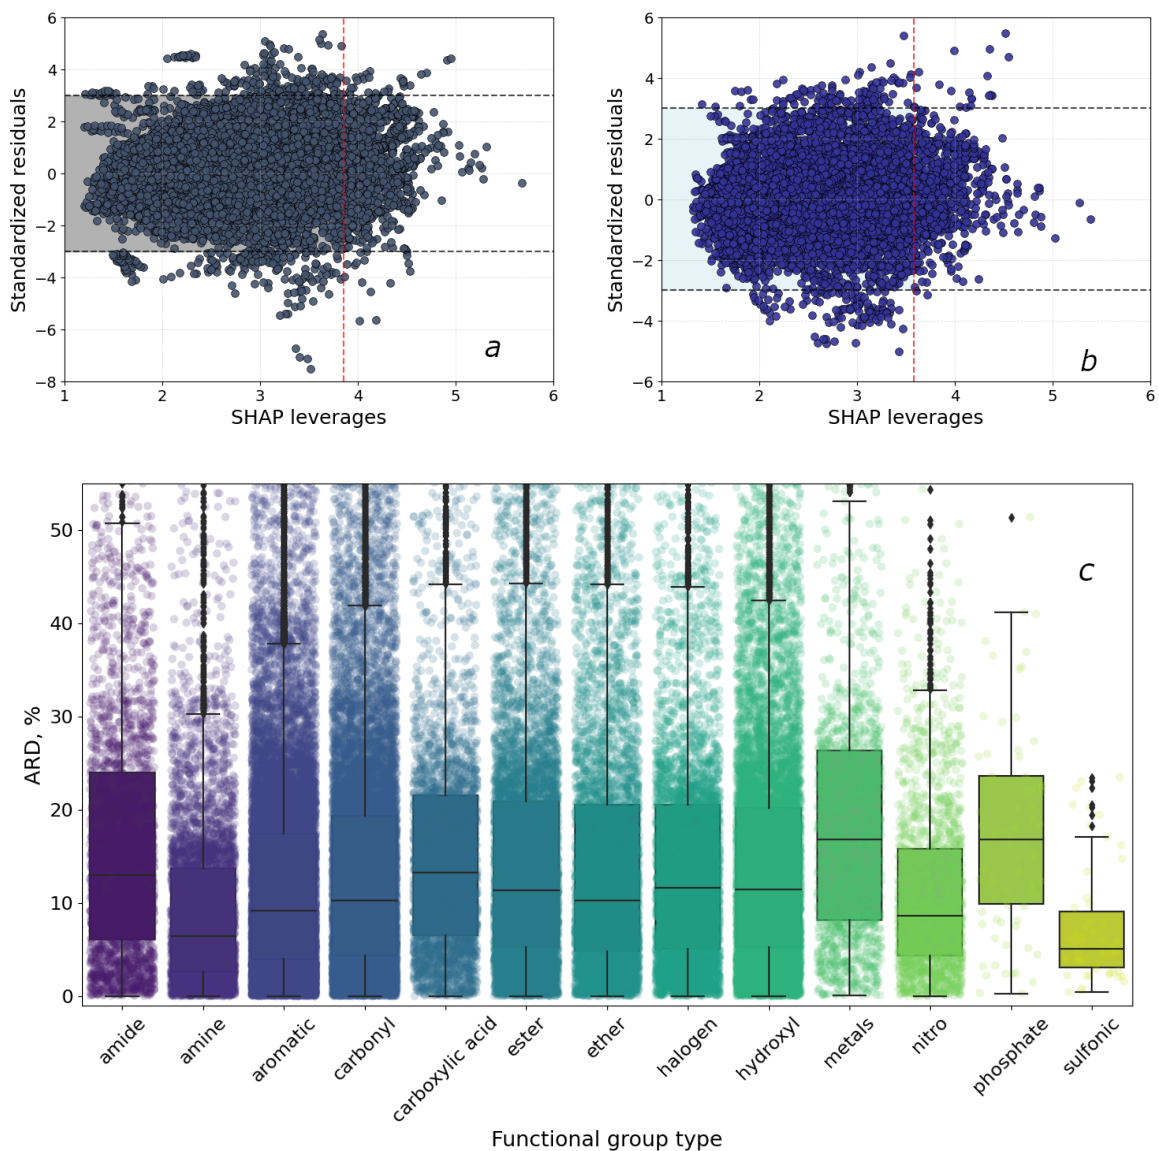 6
4
2
0
−2
−4
−6
−8
1
2
3
4
5
6
Standardized residuals
SHAP leverages
a
6
4
2
0
−2
−4
−6
1
2
3
4
5
6
Standardized residuals
SHAP leverages
b
50
40
30
20
10
0
ARD, %
c
amide
amine
aromatic
carbonyl
carboxylic acid
ester
ether
halogen
hydroxyl
metals
nitro
phosphate
sulfonic
Functional group type